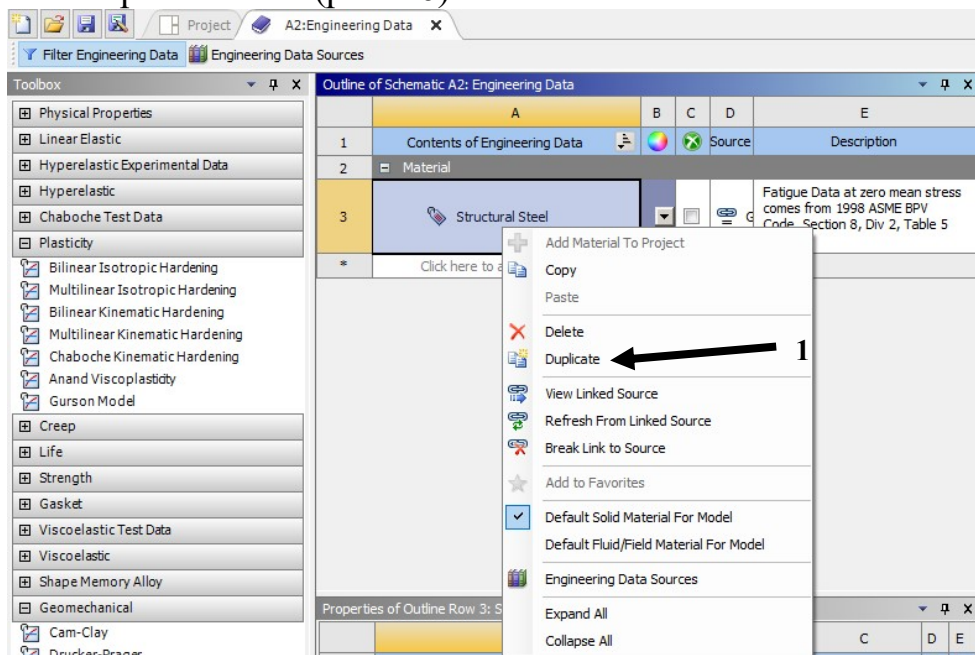 Project A2:Engineering Data
Filter Engineering Data Engineering Data Sources
Toolbox
Physical Properties
Linear Elastic
Hyperelastic Experimental Data
Hyperelastic
Chaboche Test Data
Plasticity
Bilinear Isotropic Hardening
Multilinear Isotropic Hardening
Bilinear Kinematic Hardening
Multilinear Kinematic Hardening
Chaboche Kinematic Hardening
Anand Viscoplasticity
Gurson Model
Creep
Life
Strength
Gasket
Viscoelastic Test Data
Viscoelastic
Shape Memory Alloy
Geomechanical
Cam-Clay
Drucker-Prager
Outline of Schematic A2: Engineering Data
A B C D E
1 Contents of Engineering Data Source Description
2 Material
3 Structural Steel
Fatigue Data at zero mean stress
comes from 1998 ASME BPV
Code, Section 8, Div 2, Table 5
* Click here to a
Add Material To Project
Copy
Paste
Delete
Duplicate 1
View Linked Source
Refresh From Linked Source
Break Link to Source
Add to Favorites
Default Solid Material For Model
Default Fluid/Field Material For Model
Engineering Data Sources
Expand All
Collapse All
Properties of Outline Row 3: S
C D E